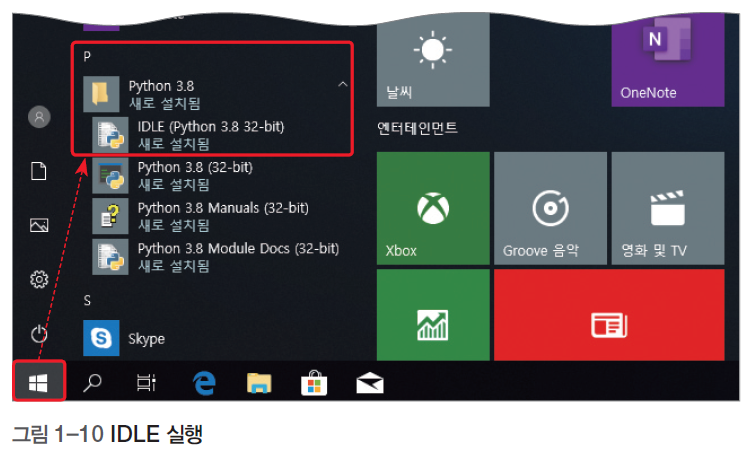 P
Python 3.8
새로 설치됨
IDLE (Python 3.8 32-bit)
새로 설치됨
Python 3.8 (32-bit)
새로 설치됨
Python 3.8 Manuals (32-bit)
새로 설치됨
Python 3.8 Module Docs (32-bit)
새로 설치됨
S
Skype
날씨
OneNote
엔터테인먼트
Xbox
Groove 음악
영화 및 TV
그림 1-10 IDLE 실행